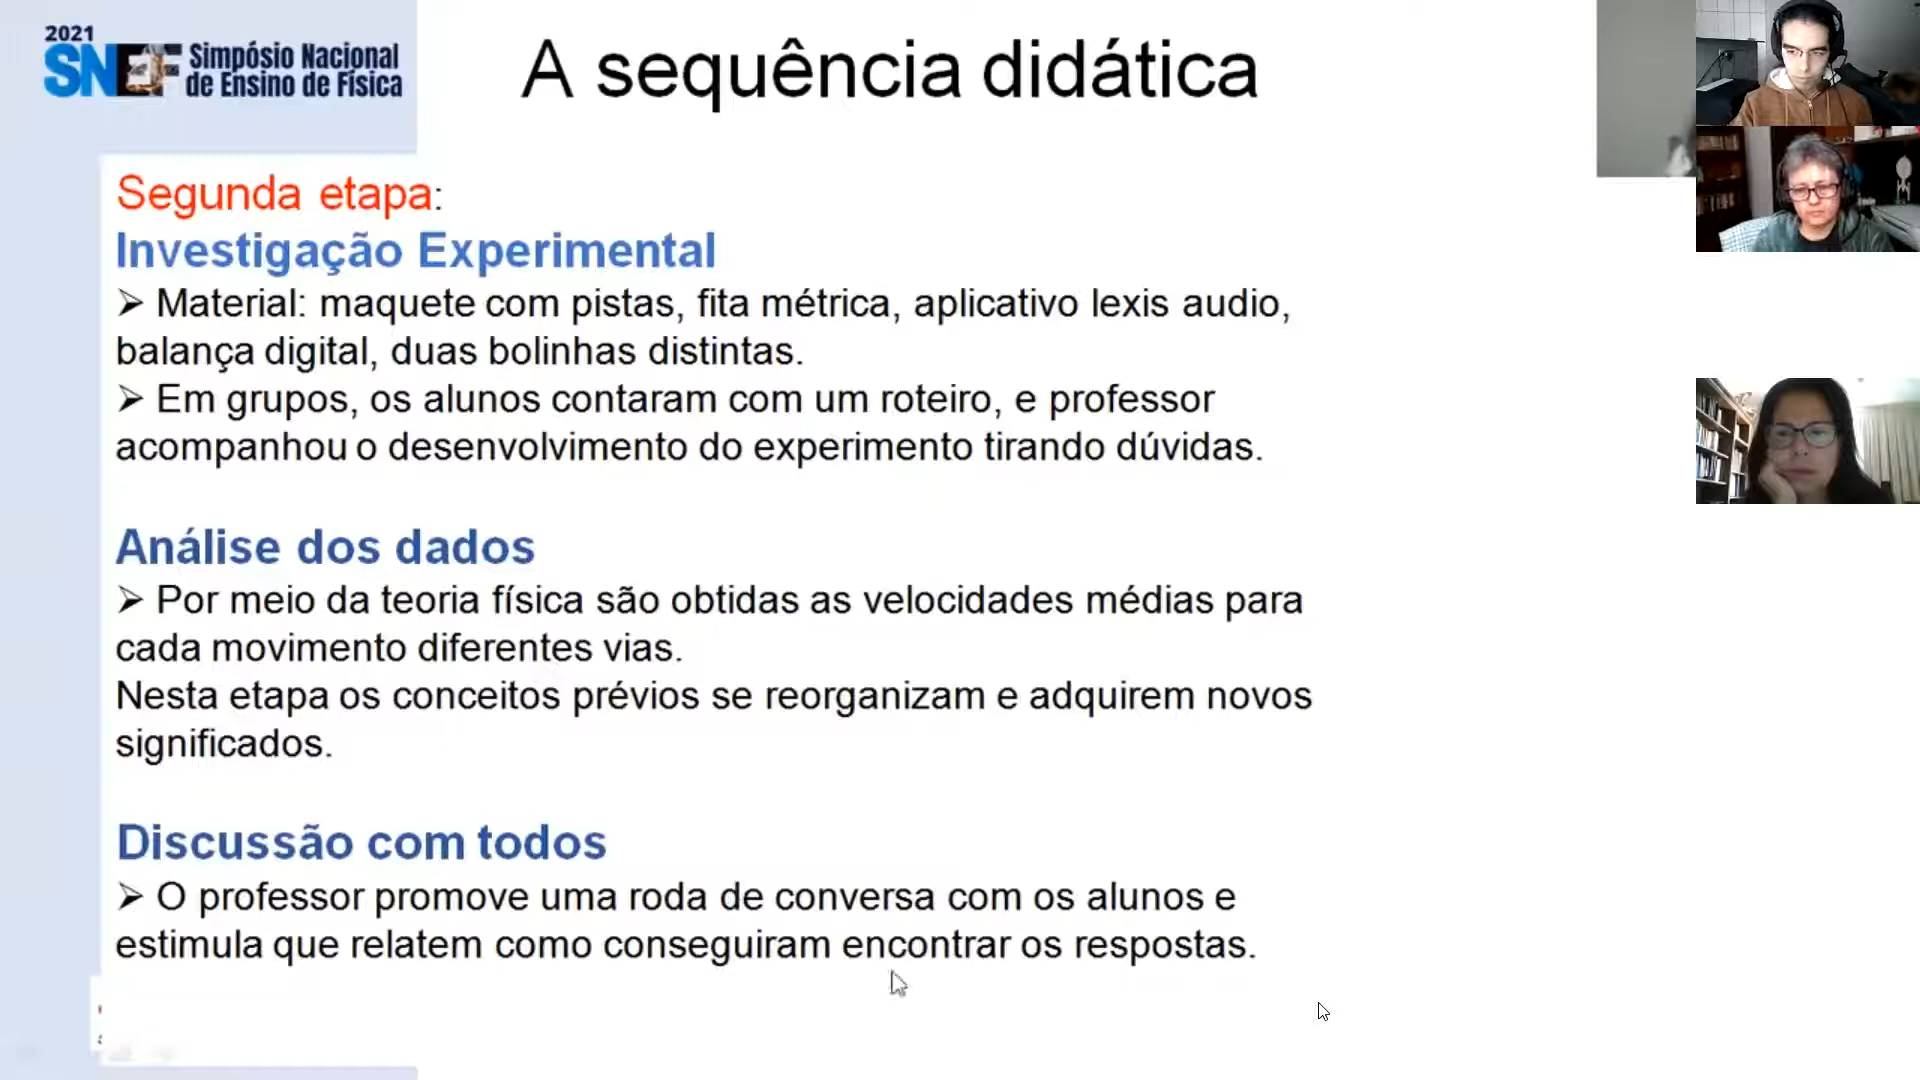 2021
SNEF Simpósio Nacional
de Ensino de Física
A sequência didática
Segunda etapa:
Investigação Experimental
➢ Material: maquete com pistas, fita métrica, aplicativo lexis audio,
balança digital, duas bolinhas distintas.
➢ Em grupos, os alunos contaram com um roteiro, e professor
acompanhou o desenvolvimento do experimento tirando dúvidas.
Análise dos dados
➢ Por meio da teoria física são obtidas as velocidades médias para
cada movimento diferentes vias.
Nesta etapa os conceitos prévios se reorganizam e adquirem novos
significados.
Discussão com todos
➢ O professor promove uma roda de conversa com os alunos e
estimula que relatem como conseguiram encontrar os respostas.